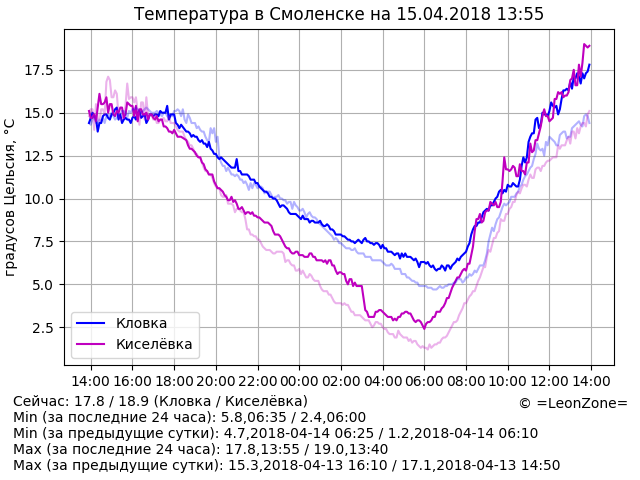 Температура в Смоленске на 15.04.2018 13:55
градусов Цельсия, °C
17.5
15.0
12.5
10.0
7.5
5.0
2.5
Кловка
Киселёвка
14:00 16:00 18:00 20:00 22:00 00:00 02:00 04:00 06:00 08:00 10:00 12:00 14:00
Сейчас: 17.8 / 18.9 (Кловка / Киселёвка)
© =LeonZone=
Min (за последние 24 часа): 5.8,06:35 / 2.4,06:00
Min (за предыдущие сутки): 4.7,2018-04-14 06:25 / 1.2,2018-04-14 06:10
Max (за последние 24 часа): 17.8,13:55 / 19.0,13:40
Max (за предыдущие сутки): 15.3,2018-04-13 16:10 / 17.1,2018-04-13 14:50